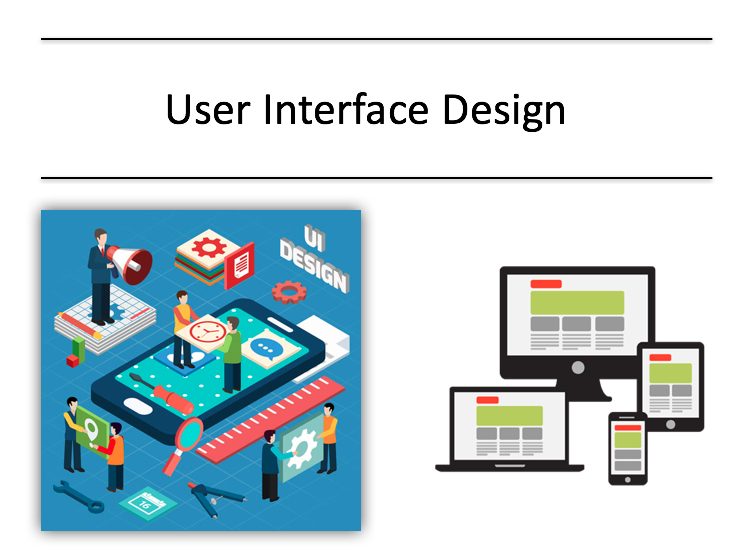 User Interface Design
UI
DESIGN
16